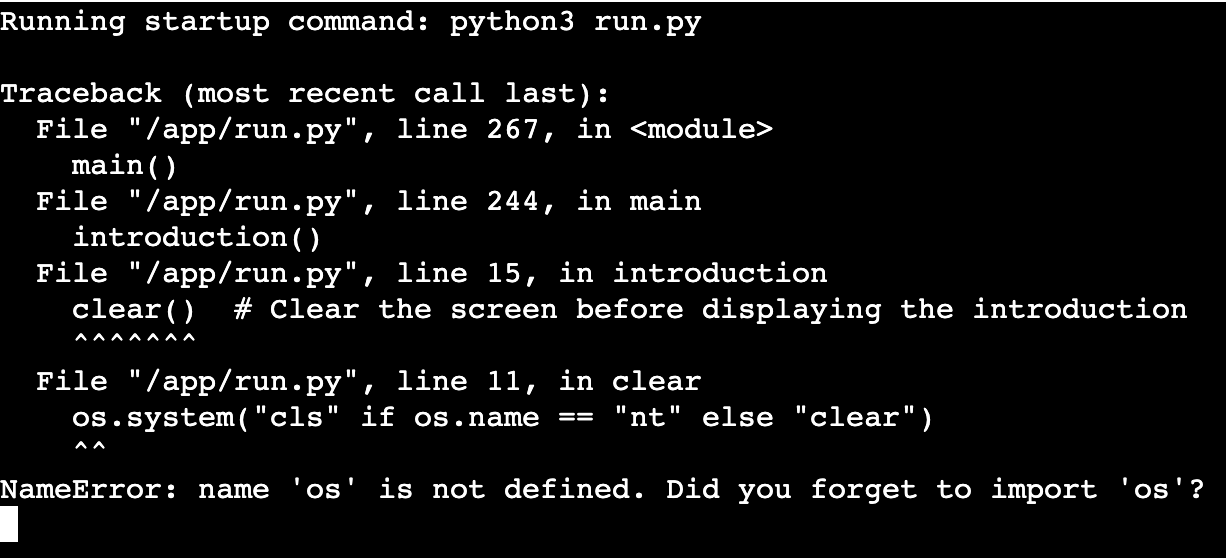 Running startup command: python3 run.py
Traceback (most recent call last):
  File "/app/run.py", line 267, in <module>
    main()
  File "/app/run.py", line 244, in main
    introduction()
  File "/app/run.py", line 15, in introduction
    clear()  # Clear the screen before displaying the introduction
    ^^^^^^^
  File "/app/run.py", line 11, in clear
    os.system("cls" if os.name == "nt" else "clear")
    ^^
NameError: name 'os' is not defined. Did you forget to import 'os'?